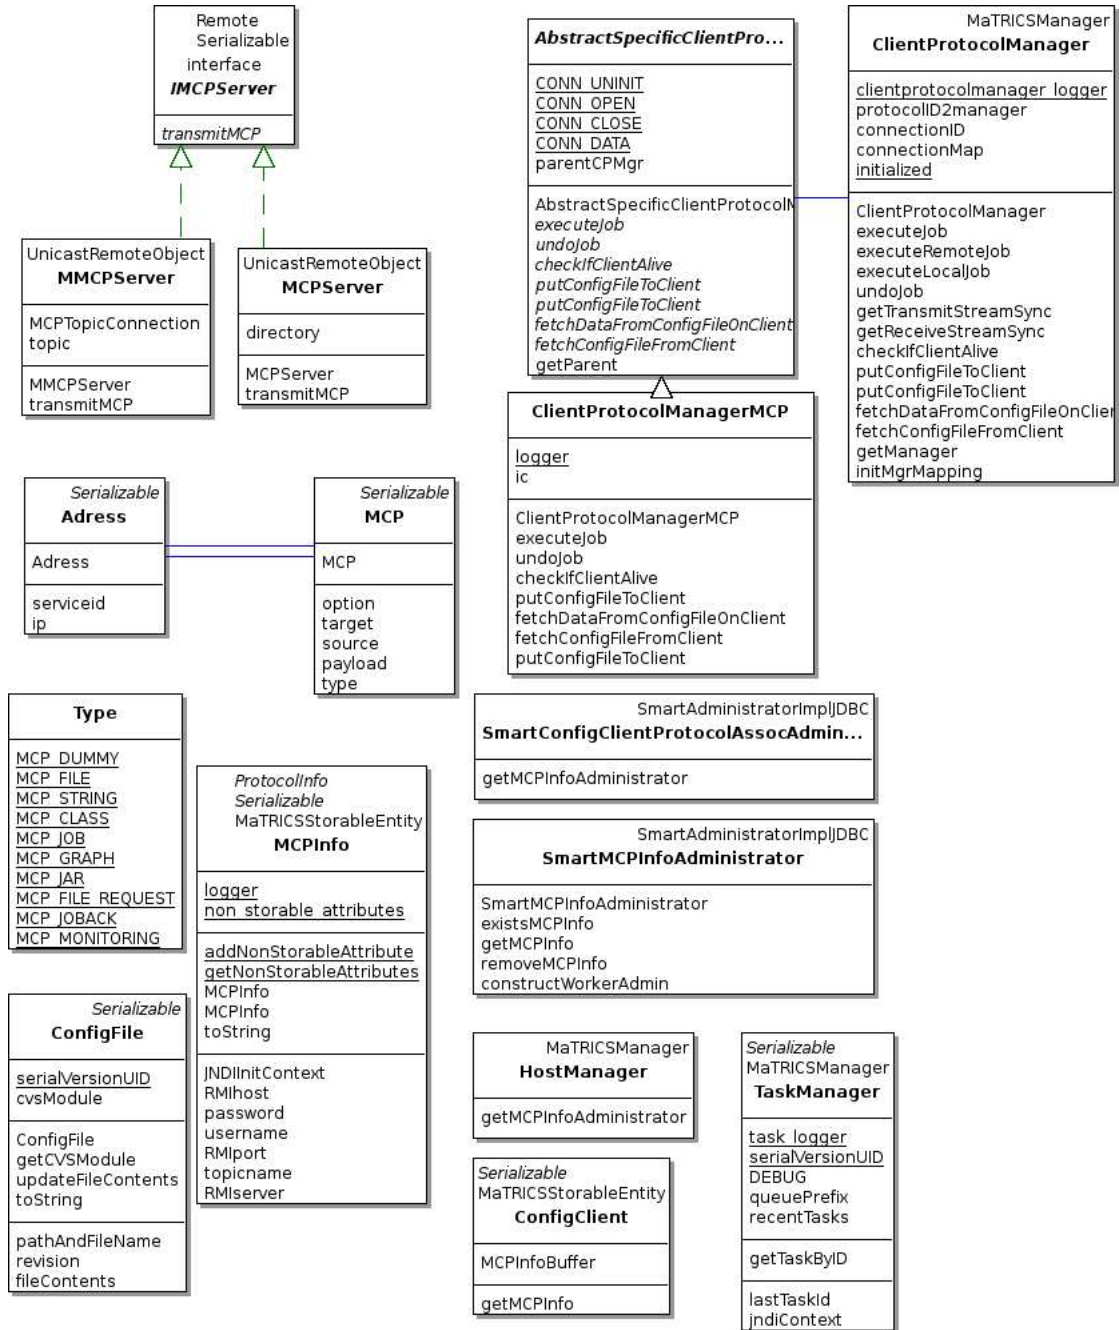 Remote
Serializable
interface
IMCPServer
transmitMCP
UnicastRemoteObject
MMCPServer
MCPTopicConnection
topic
MMCPServer
transmitMCP
UnicastRemoteObject
MCPServer
directory
MCPServer
transmitMCP
AbstractSpecificClientPro...
CONN_UNINIT
CONN_OPEN
CONN_CLOSE
CONN_DATA
parentCPMgr
AbstractSpecificClientProtocolM
executeJob
undoJob
checkIfClientAlive
putConfigFileToClient
putConfigFileToClient
fetchDataFromConfigFileOnClient
fetchConfigFileFromClient
getParent
MaTRICSManager
ClientProtocolManager
clientprotocolmanager_logger
protocolID2manager
connectionID
connectionMap
initialized
ClientProtocolManager
executeJob
executeRemoteJob
executeLocalJob
undoJob
getTransmitStreamSync
getReceiveStreamSync
checkIfClientAlive
putConfigFileToClient
putConfigFileToClient
fetchDataFromConfigFileOnClien
fetchConfigFileFromClient
getManager
initMgrMapping
ClientProtocolManagerMCP
logger
ic
ClientProtocolManagerMCP
executeJob
undoJob
checkIfClientAlive
putConfigFileToClient
fetchDataFromConfigFileOnClient
fetchConfigFileFromClient
putConfigFileToClient
Serializable
Adress
Adress
serviceid
ip
Serializable
MCP
MCP
option
target
source
payload
type
Type
MCP_DUMMY
MCP_FILE
MCP_STRING
MCP_CLASS
MCP_JOB
MCP_GRAPH
MCP_JAR
MCP_FILE_REQUEST
MCP_JOBACK
MCP_MONITORING
ProtocolInfo
Serializable
MaTRICSStorableEntity
MCPInfo
logger
non_storable_attributes
addNonStorableAttribute
getNonStorableAttributes
MCPInfo
MCPInfo
toString
JNDIInitContext
RMIhost
password
username
RMIport
topicname
RMIserver
SmartAdministratorImplJDBC
SmartConfigClientProtocolAssocAdmin...
getMCPInfoAdministrator
SmartAdministratorImplJDBC
SmartMCPInfoAdministrator
SmartMCPInfoAdministrator
existsMCPInfo
getMCPInfo
removeMCPInfo
constructWorkerAdmin
Serializable
ConfigFile
serialVersionUID
cvsModule
ConfigFile
getCVSModule
updateFileContents
toString
pathAndFileName
revision
fileContents
MaTRICSManager
HostManager
getMCPInfoAdministrator
Serializable
MaTRICSStorableEntity
ConfigClient
MCPInfoBuffer
getMCPInfo
Serializable
MaTRICSManager
TaskManager
task_logger
serialVersionUID
DEBUG
queuePrefix
recentTasks
getTaskByID
lastTaskId
jndiContext